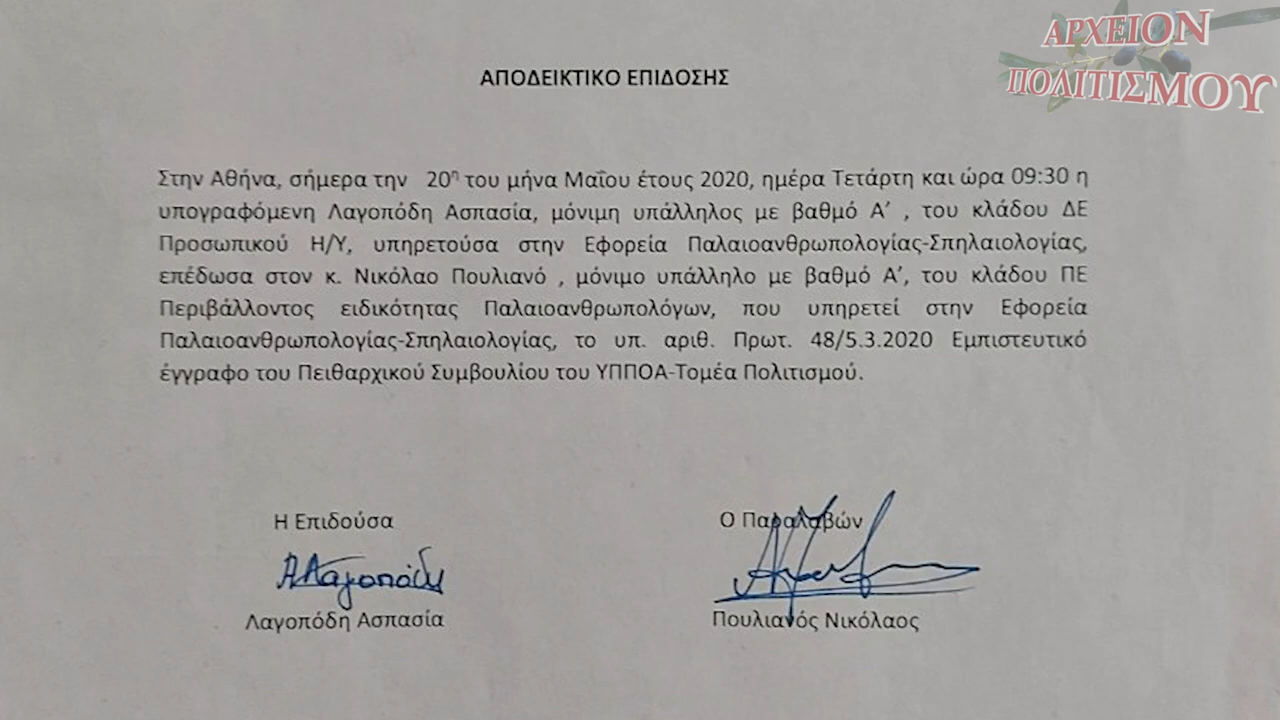 ΑΡΧΕΙΟΝ
ΠΟΛΙΤΙΣΜΟΥ
ΑΠΟΔΕΙΚΤΙΚΟ ΕΠΙΔΟΣΗΣ
Στην Αθήνα, σήμερα την 20η του μήνα Μαΐου έτους 2020, ημέρα Τετάρτη και ώρα 09:30 η
υπογραφόμενη Λαγοπόδη Ασπασία, μόνιμη υπάλληλος με βαθμό Α’ , του κλάδου ΔΕ
Προσωπικού Η/Υ, υπηρετούσα στην Εφορεία Παλαιοανθρωπολογίας-Σπηλαιολογίας,
επέδωσα στον κ. Νικόλαο Πουλιανό , μόνιμο υπάλληλο με βαθμό Α’, του κλάδου ΠΕ
Περιβάλλοντος ειδικότητας Παλαιοανθρωπολόγων, που υπηρετεί στην Εφορεία
Παλαιοανθρωπολογίας-Σπηλαιολογίας, το υπ. αριθ. Πρωτ. 48/5.3.2020 Εμπιστευτικό
έγγραφο του Πειθαρχικού Συμβουλίου του ΥΠΠΟΑ-Τομέα Πολιτισμού.
Η Επιδούσα Ο Παραλαβών
Α Λαγοπόδη
Λαγοπόδη Ασπασία Πουλιανός Νικόλαος